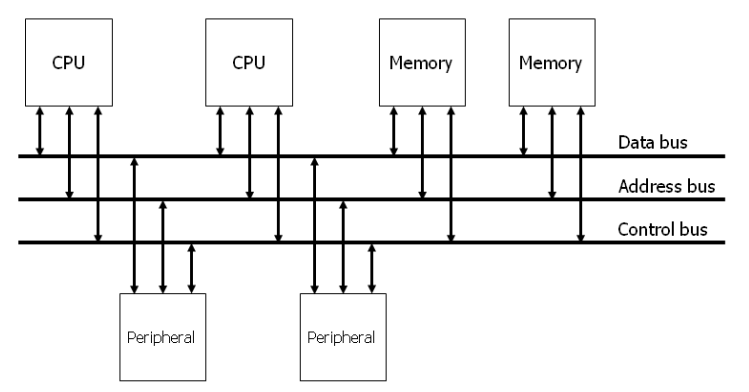 CPU
CPU
Memory
Memory
Data bus
Address bus
Control bus
Peripheral
Peripheral